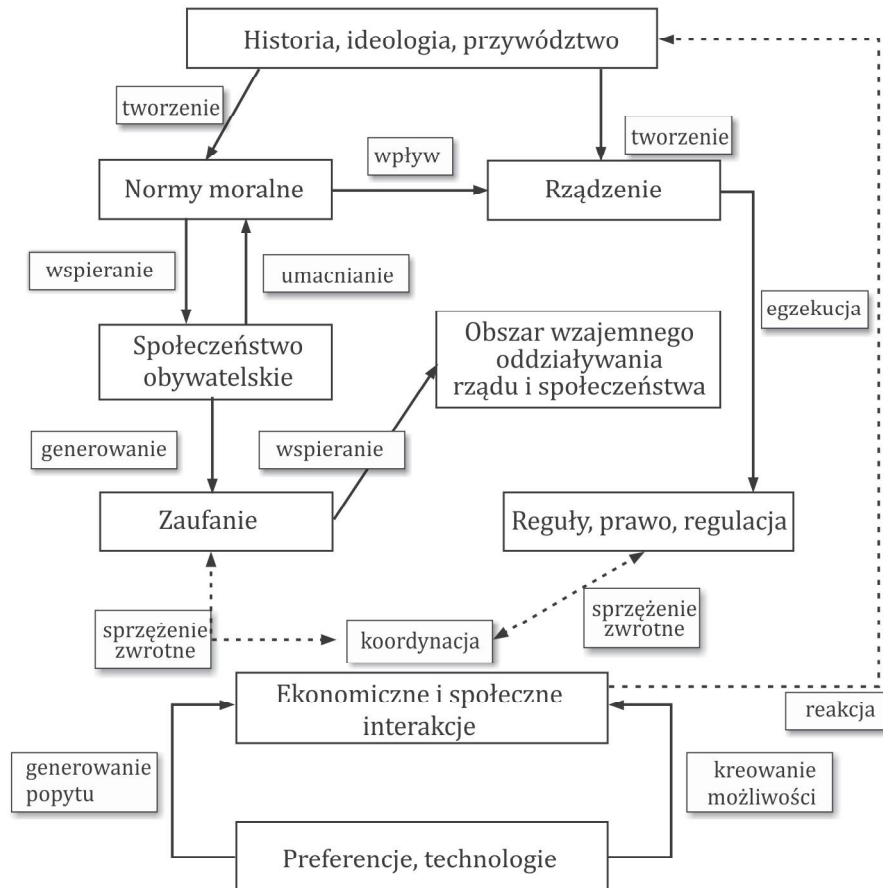 Historia, ideologia, przywództwo
tworzenie
tworzenie
wpływ
Normy moralne
Rządzenie
wspieranie
umacnianie
egzekucja
Społeczeństwo
obywatelskie
Obszar wzajemnego
oddziaływania
rządu i społeczeństwa
generowanie
wspieranie
Zaufanie
Reguły, prawo, regulacja
sprzężenie
zwrotne
koordynacja
sprzężenie
zwrotne
Ekonomiczne i społeczne
interakcje
reakcja
generowanie
popytu
kreowanie
możliwości
Preferencje, technologie